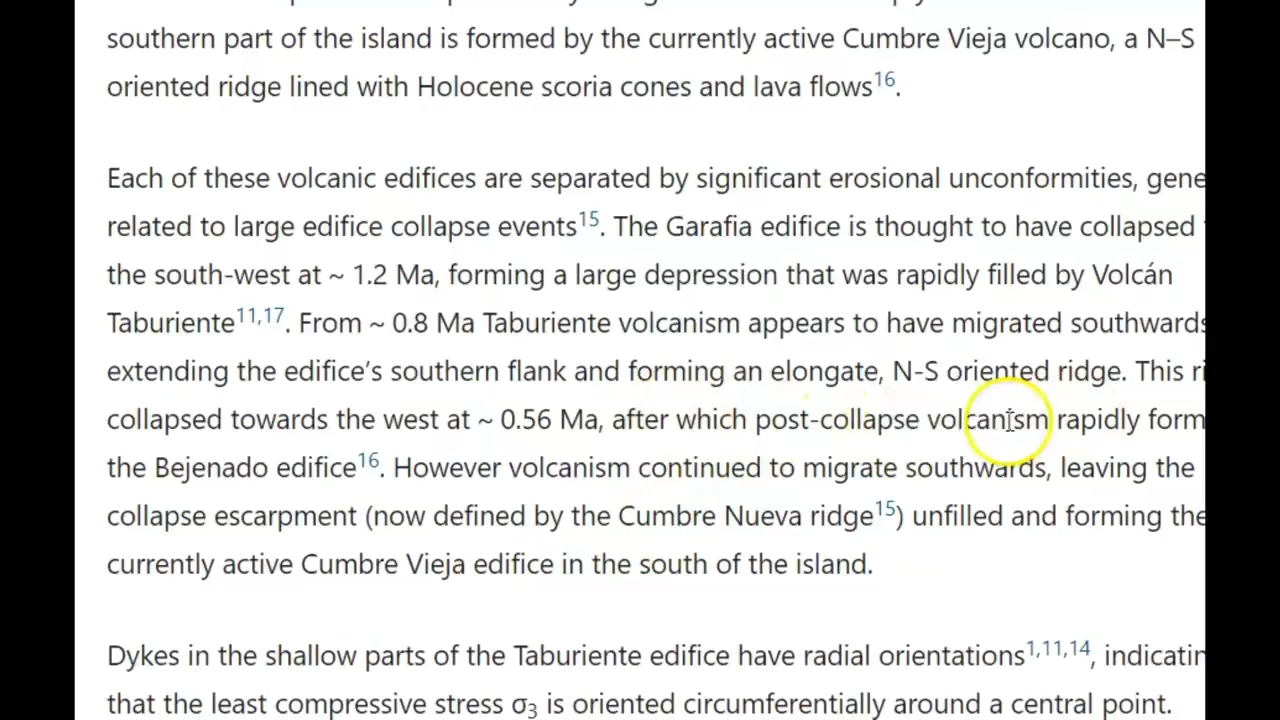 southern part of the island is formed by the currently active Cumbre Vieja volcano, a N–S
oriented ridge lined with Holocene scoria cones and lava flows16.
Each of these volcanic edifices are separated by significant erosional unconformities, gene
related to large edifice collapse events15. The Garafia edifice is thought to have collapsed
the south-west at ~ 1.2 Ma, forming a large depression that was rapidly filled by Volcán
Taburiente11,17. From ~ 0.8 Ma Taburiente volcanism appears to have migrated southwards
extending the edifice's southern flank and forming an elongate, N-S oriented ridge. This ri
collapsed towards the west at ~ 0.56 Ma, after which post-collapse volcanism rapidly form
the Bejenado edifice16. However volcanism continued to migrate southwards, leaving the
collapse escarpment (now defined by the Cumbre Nueva ridge15) unfilled and forming the
currently active Cumbre Vieja edifice in the south of the island.
Dykes in the shallow parts of the Taburiente edifice have radial orientations1,11,14, indicatin
that the least compressive stress σ3 is oriented circumferentially around a central point.